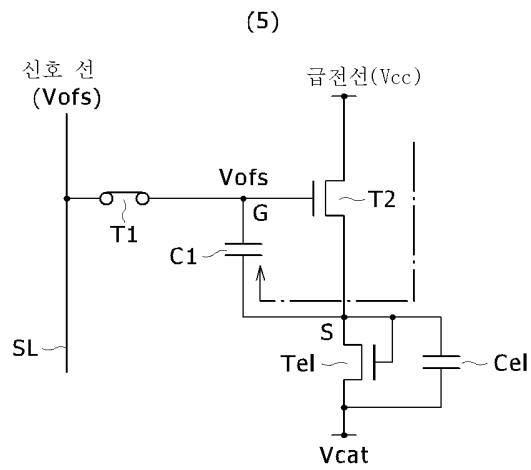 (5)
신호 선
(Vofs)
급전선(Vcc)
Vofs
G
T2
T1
C1
S
SL
Tel
Cel
Vcat